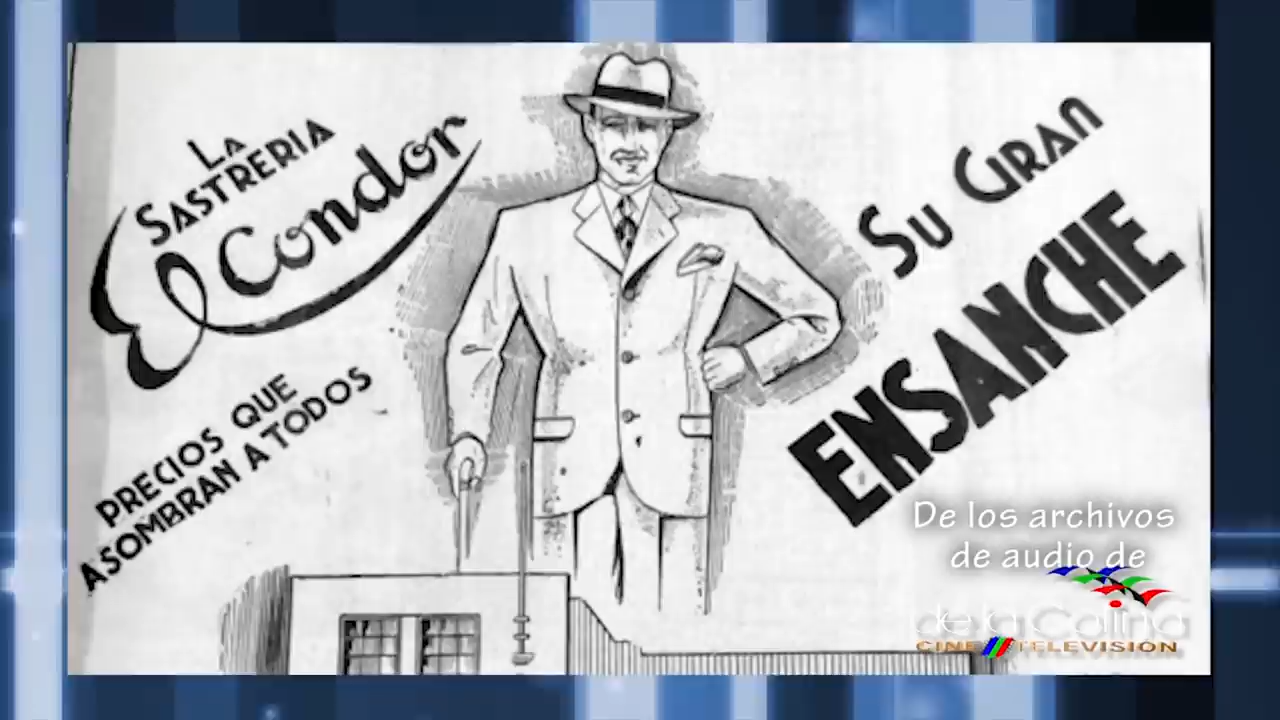 LA
SASTRERIA
El Condor
PRECIOS QUE
ASOMBRAN A TODOS
SU GRAN
ENSANCHE
De los archivos
de audio de
de la Colina
CINE TELEVISIÓN